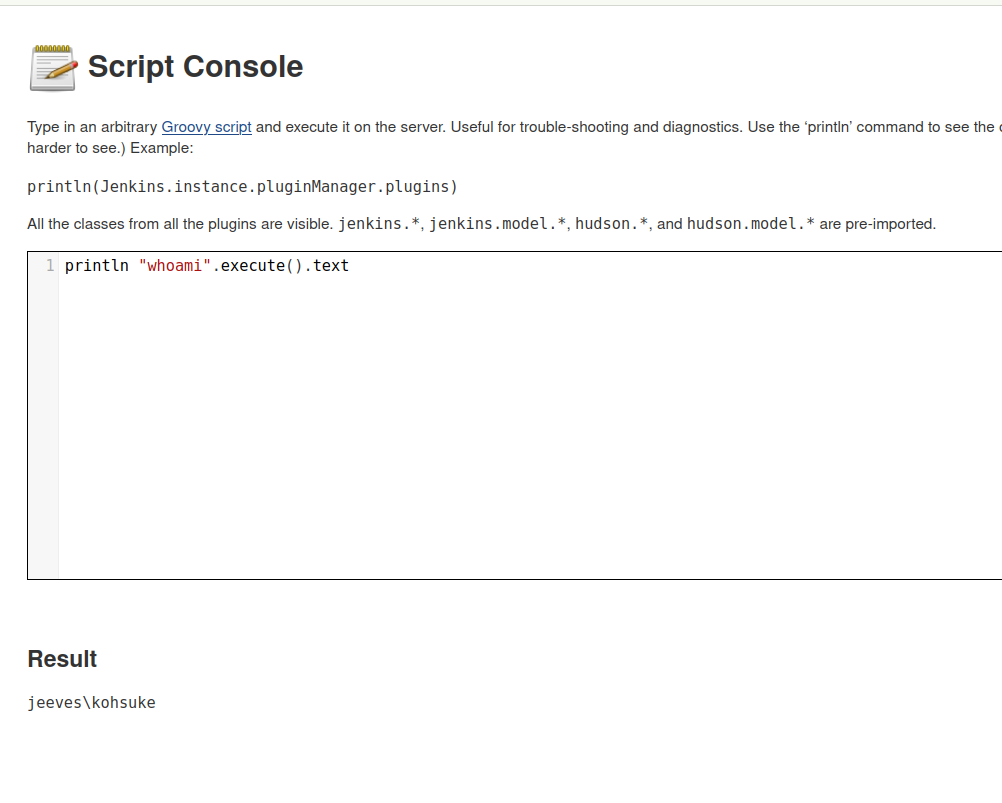 Script Console
Type in an arbitrary Groovy script and execute it on the server. Useful for trouble-shooting and diagnostics. Use the ‘println’ command to see the
harder to see.) Example:
println(Jenkins.instance.pluginManager.plugins)
All the classes from all the plugins are visible. jenkins.*, jenkins.model.*, hudson.*, and hudson.model.* are pre-imported.
1 println "whoami".execute().text
Result
jeeves\kohsuke